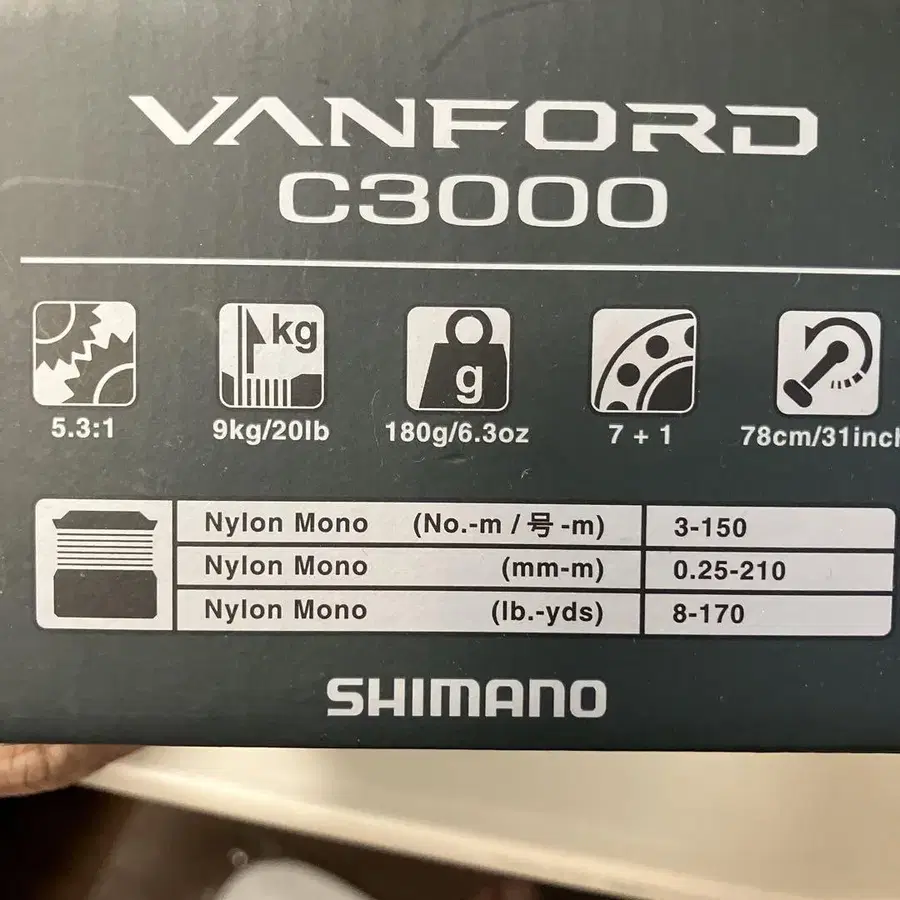 VANFORD
C3000
kg
g
5.3:1 9kg/20lb 180g/6.3oz 7 + 1 78cm/31inch
Nylon Mono (No.-m / 号 -m) 3-150
Nylon Mono (mm-m) 0.25-210
Nylon Mono (lb.-yds) 8-170
SHIMANO